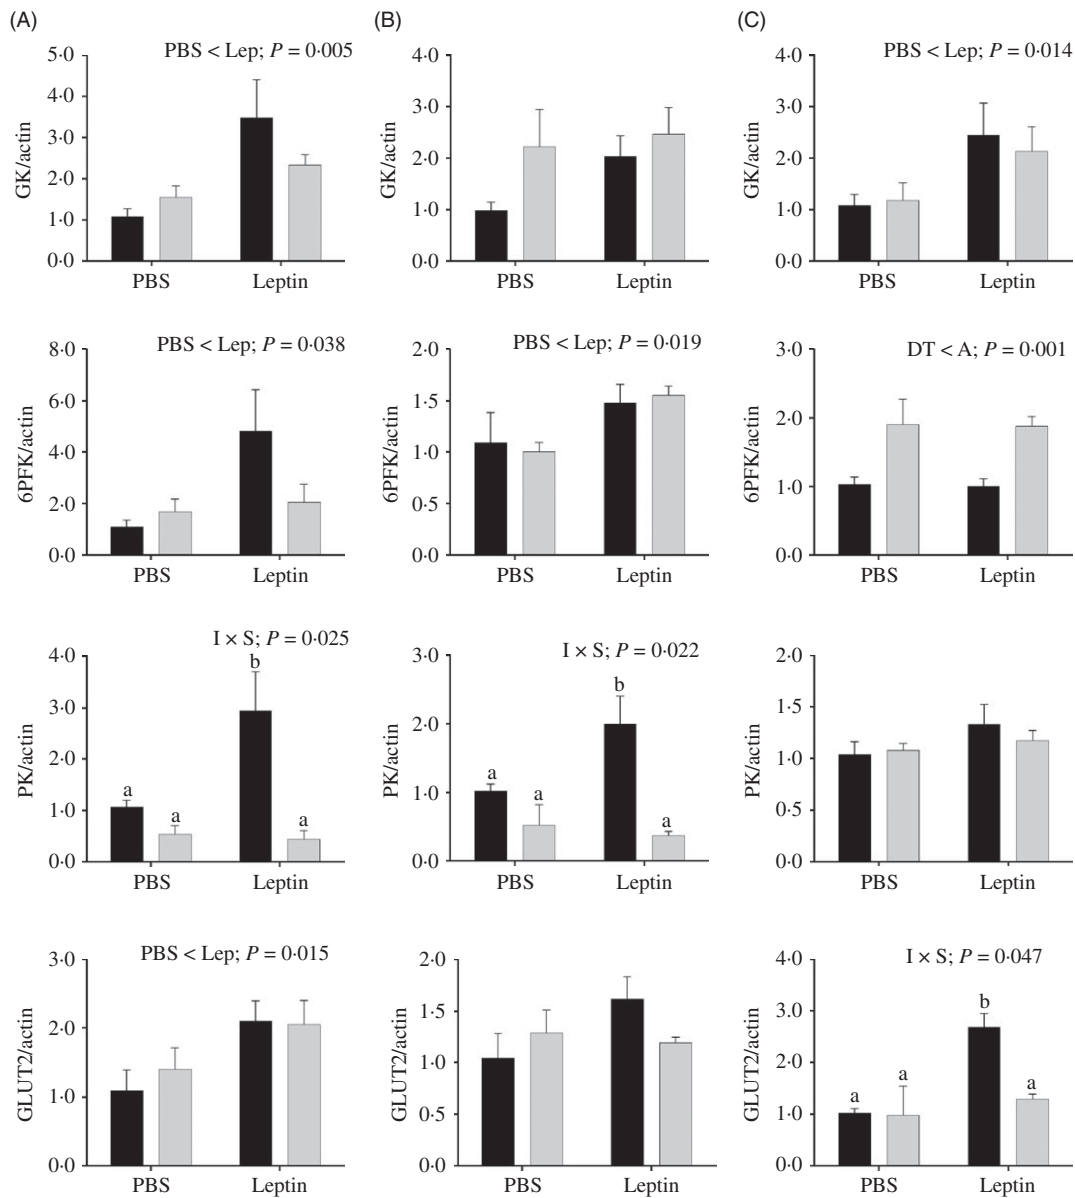 (A)
PBS < Lep; P = 0·005
5·0
4·0
3·0
2·0
1·0
0·0
GK/actin
PBS
Leptin
(B)
4·0
3·0
2·0
1·0
0·0
GK/actin
PBS
Leptin
(C)
PBS < Lep; P = 0·014
4·0
3·0
2·0
1·0
0·0
GK/actin
PBS
Leptin
PBS < Lep; P = 0·038
8·0
6·0
4·0
2·0
0·0
6PFK/actin
PBS
Leptin
PBS < Lep; P = 0·019
2·0
1·5
1·0
0·5
0·0
6PFK/actin
PBS
Leptin
DT < A; P = 0·001
3·0
2·0
1·0
0·0
6PFK/actin
PBS
Leptin
I × S; P = 0·025
4·0
3·0
2·0
1·0
0·0
PK/actin
a
a
b
a
PBS
Leptin
I × S; P = 0·022
3·0
2·0
1·0
0·0
PK/actin
a
a
b
a
PBS
Leptin
2·0
1·5
1·0
0·5
0·0
PK/actin
PBS
Leptin
PBS < Lep; P = 0·015
3·0
2·0
1·0
0·0
GLUT2/actin
PBS
Leptin
2·0
1·5
1·0
0·5
0·0
GLUT2/actin
PBS
Leptin
I × S; P = 0·047
4·0
3·0
2·0
1·0
0·0
GLUT2/actin
a
a
b
a
PBS
Leptin